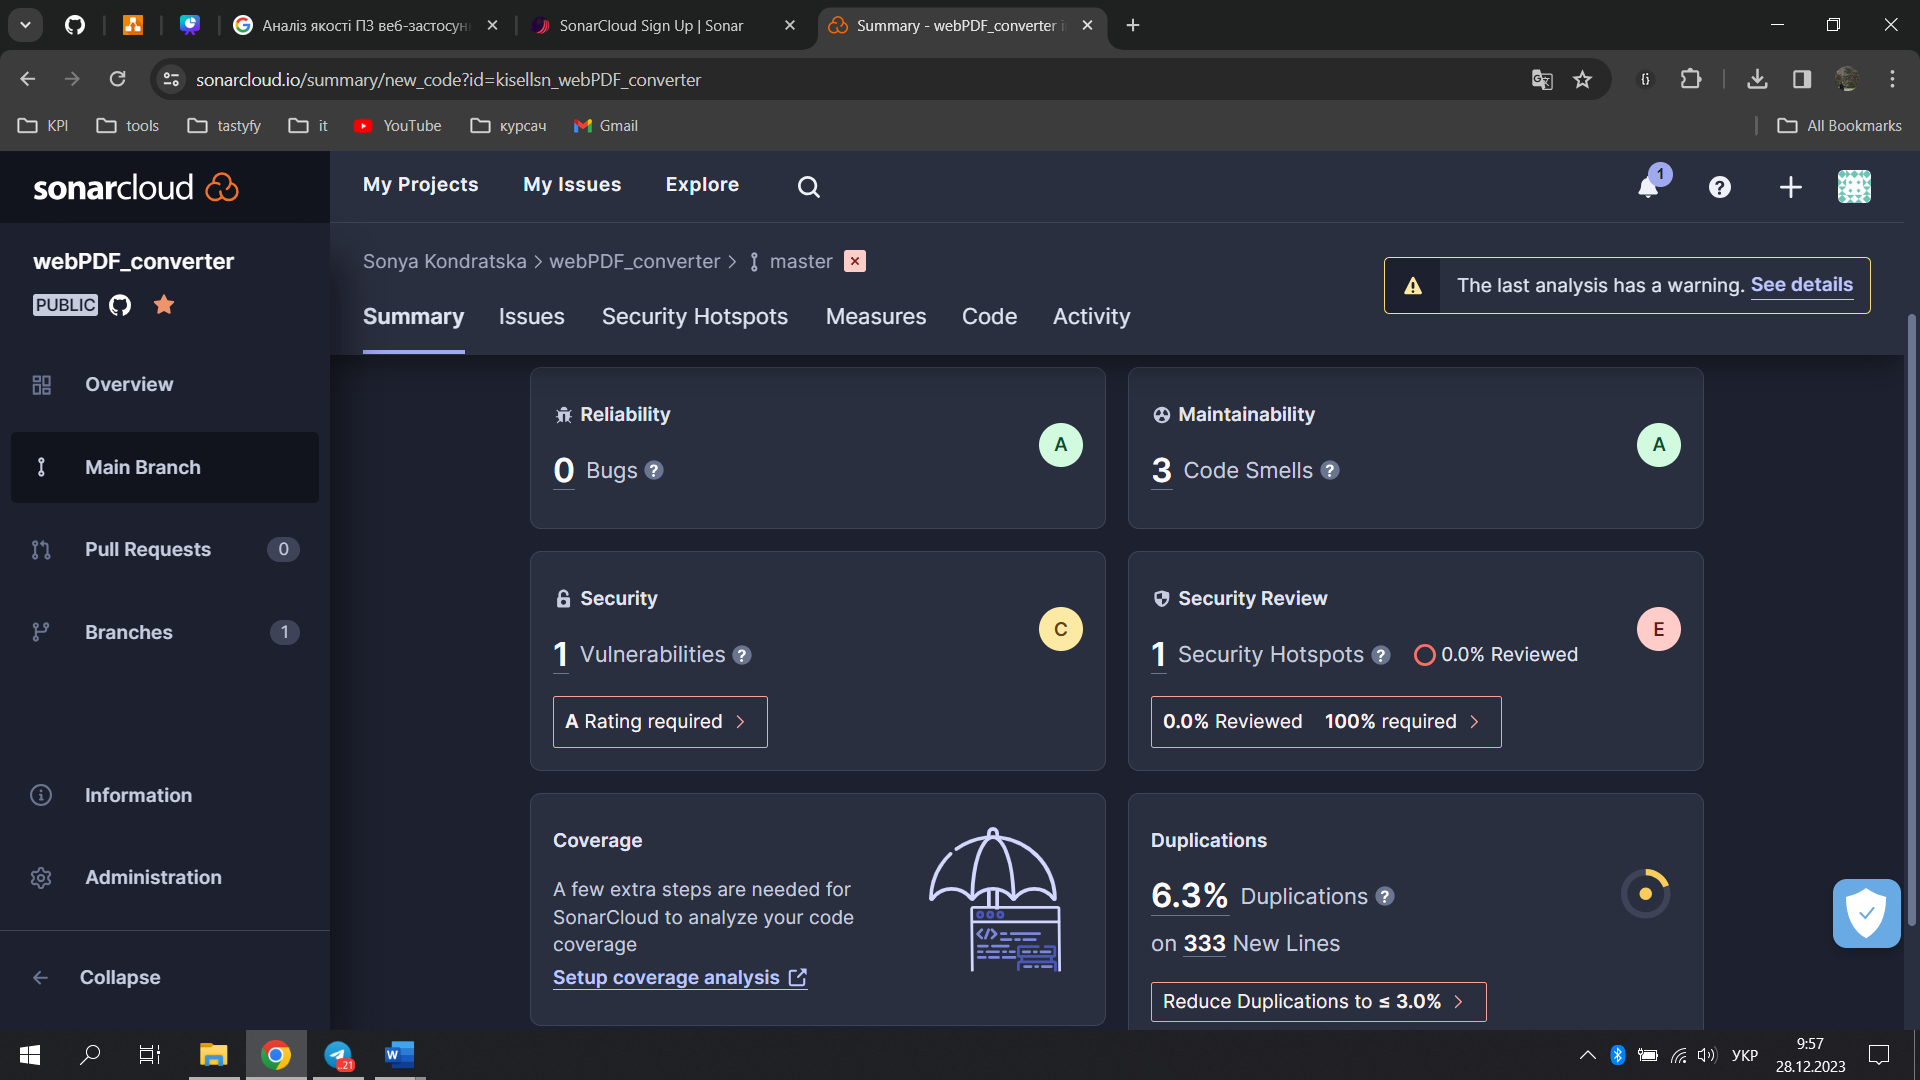 Аналіз якості ПЗ веб-застосун
SonarCloud Sign Up | Sonar
Summary - webPDF_converter i
sonarcloud.io/summary/new_code?id=kisellsn_webPDF_converter
KPI
tools
tastyfy
it
YouTube
курсач
Gmail
All Bookmarks
sonarcloud
My Projects
My Issues
Explore
1
webPDF_converter
PUBLIC
Sonya Kondratska > webPDF_converter > master
The last analysis has a warning. See details
Summary
Issues
Security Hotspots
Measures
Code
Activity
Overview
Main Branch
Pull Requests 0
Branches 1
Information
Administration
Collapse
Reliability
0 Bugs ?
A
Maintainability
3 Code Smells ?
A
Security
1 Vulnerabilities ?
C
A Rating required >
Security Review
1 Security Hotspots ? 0.0% Reviewed
E
0.0% Reviewed 100% required >
Coverage
A few extra steps are needed for
SonarCloud to analyze your code
coverage
Setup coverage analysis
Duplications
6.3% Duplications ?
on 333 New Lines
Reduce Duplications to ≤ 3.0% >
..21
W
УКР
9:57
28.12.2023